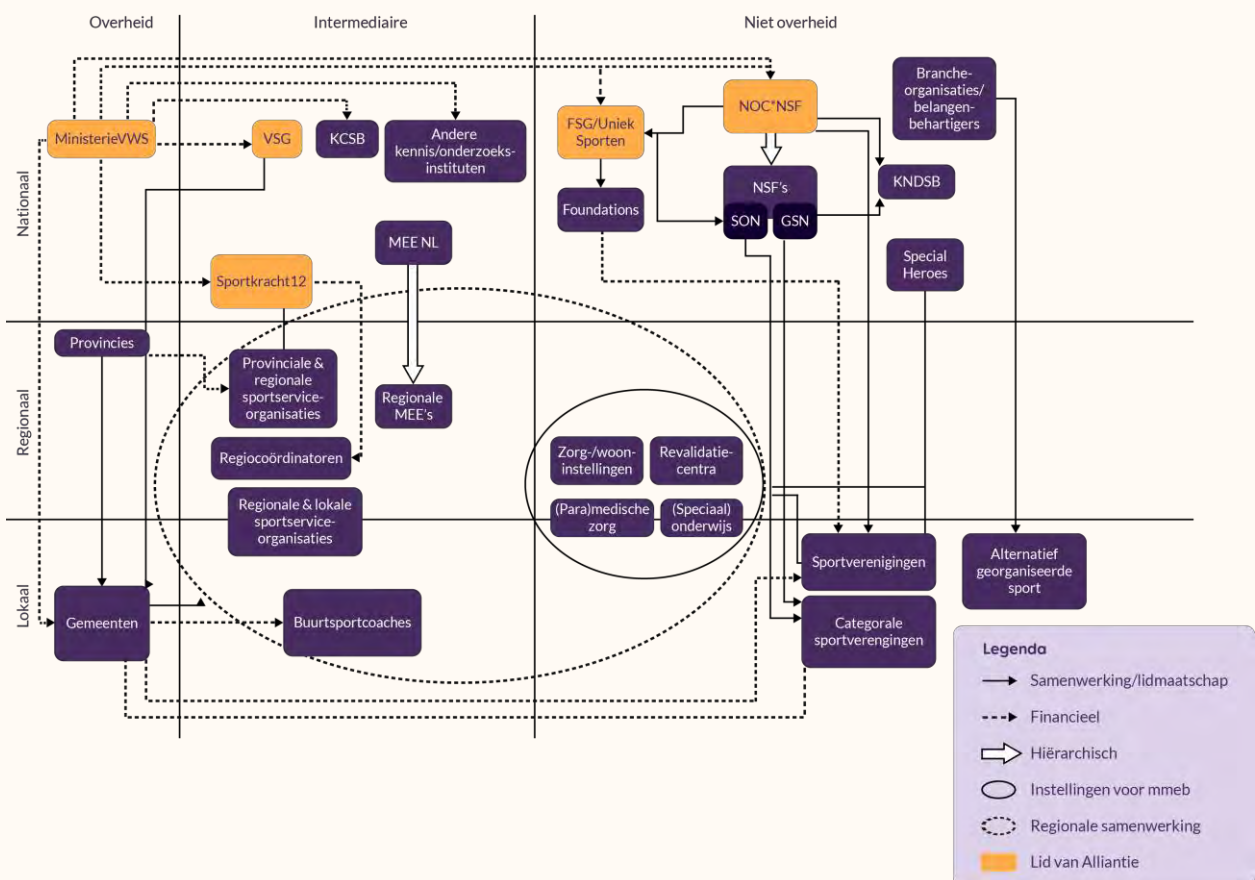 Overheid
Intermediaire
Niet overheid
Nationaal
Regionaal
Lokaal
MinisterieVWS
VSG
KCSB
Andere
kennis/onderzoeks-
instituten
FSG/Uniek
Sporten
NOC*NSF
Branche-
organisaties/
belangen-
behartigers
Foundations
NSF's
SON
GSN
KNDSB
MEE NL
Special
Heroes
Sportkracht12
Provincies
Provinciale &
regionale
sportservice-
organisaties
Regionale
MEE's
Regiocoördinatoren
Zorg-/woon-
instellingen
Revalidatie-
centra
Regionale & lokale
sportservice-
organisaties
(Para)medische
zorg
(Speciaal)
onderwijs
Sportverenigingen
Alternatief
georganiseerde
sport
Gemeenten
Buurtsportcoaches
Categorale
sportverengingen
Legenda
Samenwerking/lidmaatschap
Financieel
Hiërarchisch
Instellingen voor mmeb
Regionale samenwerking
Lid van Alliantie